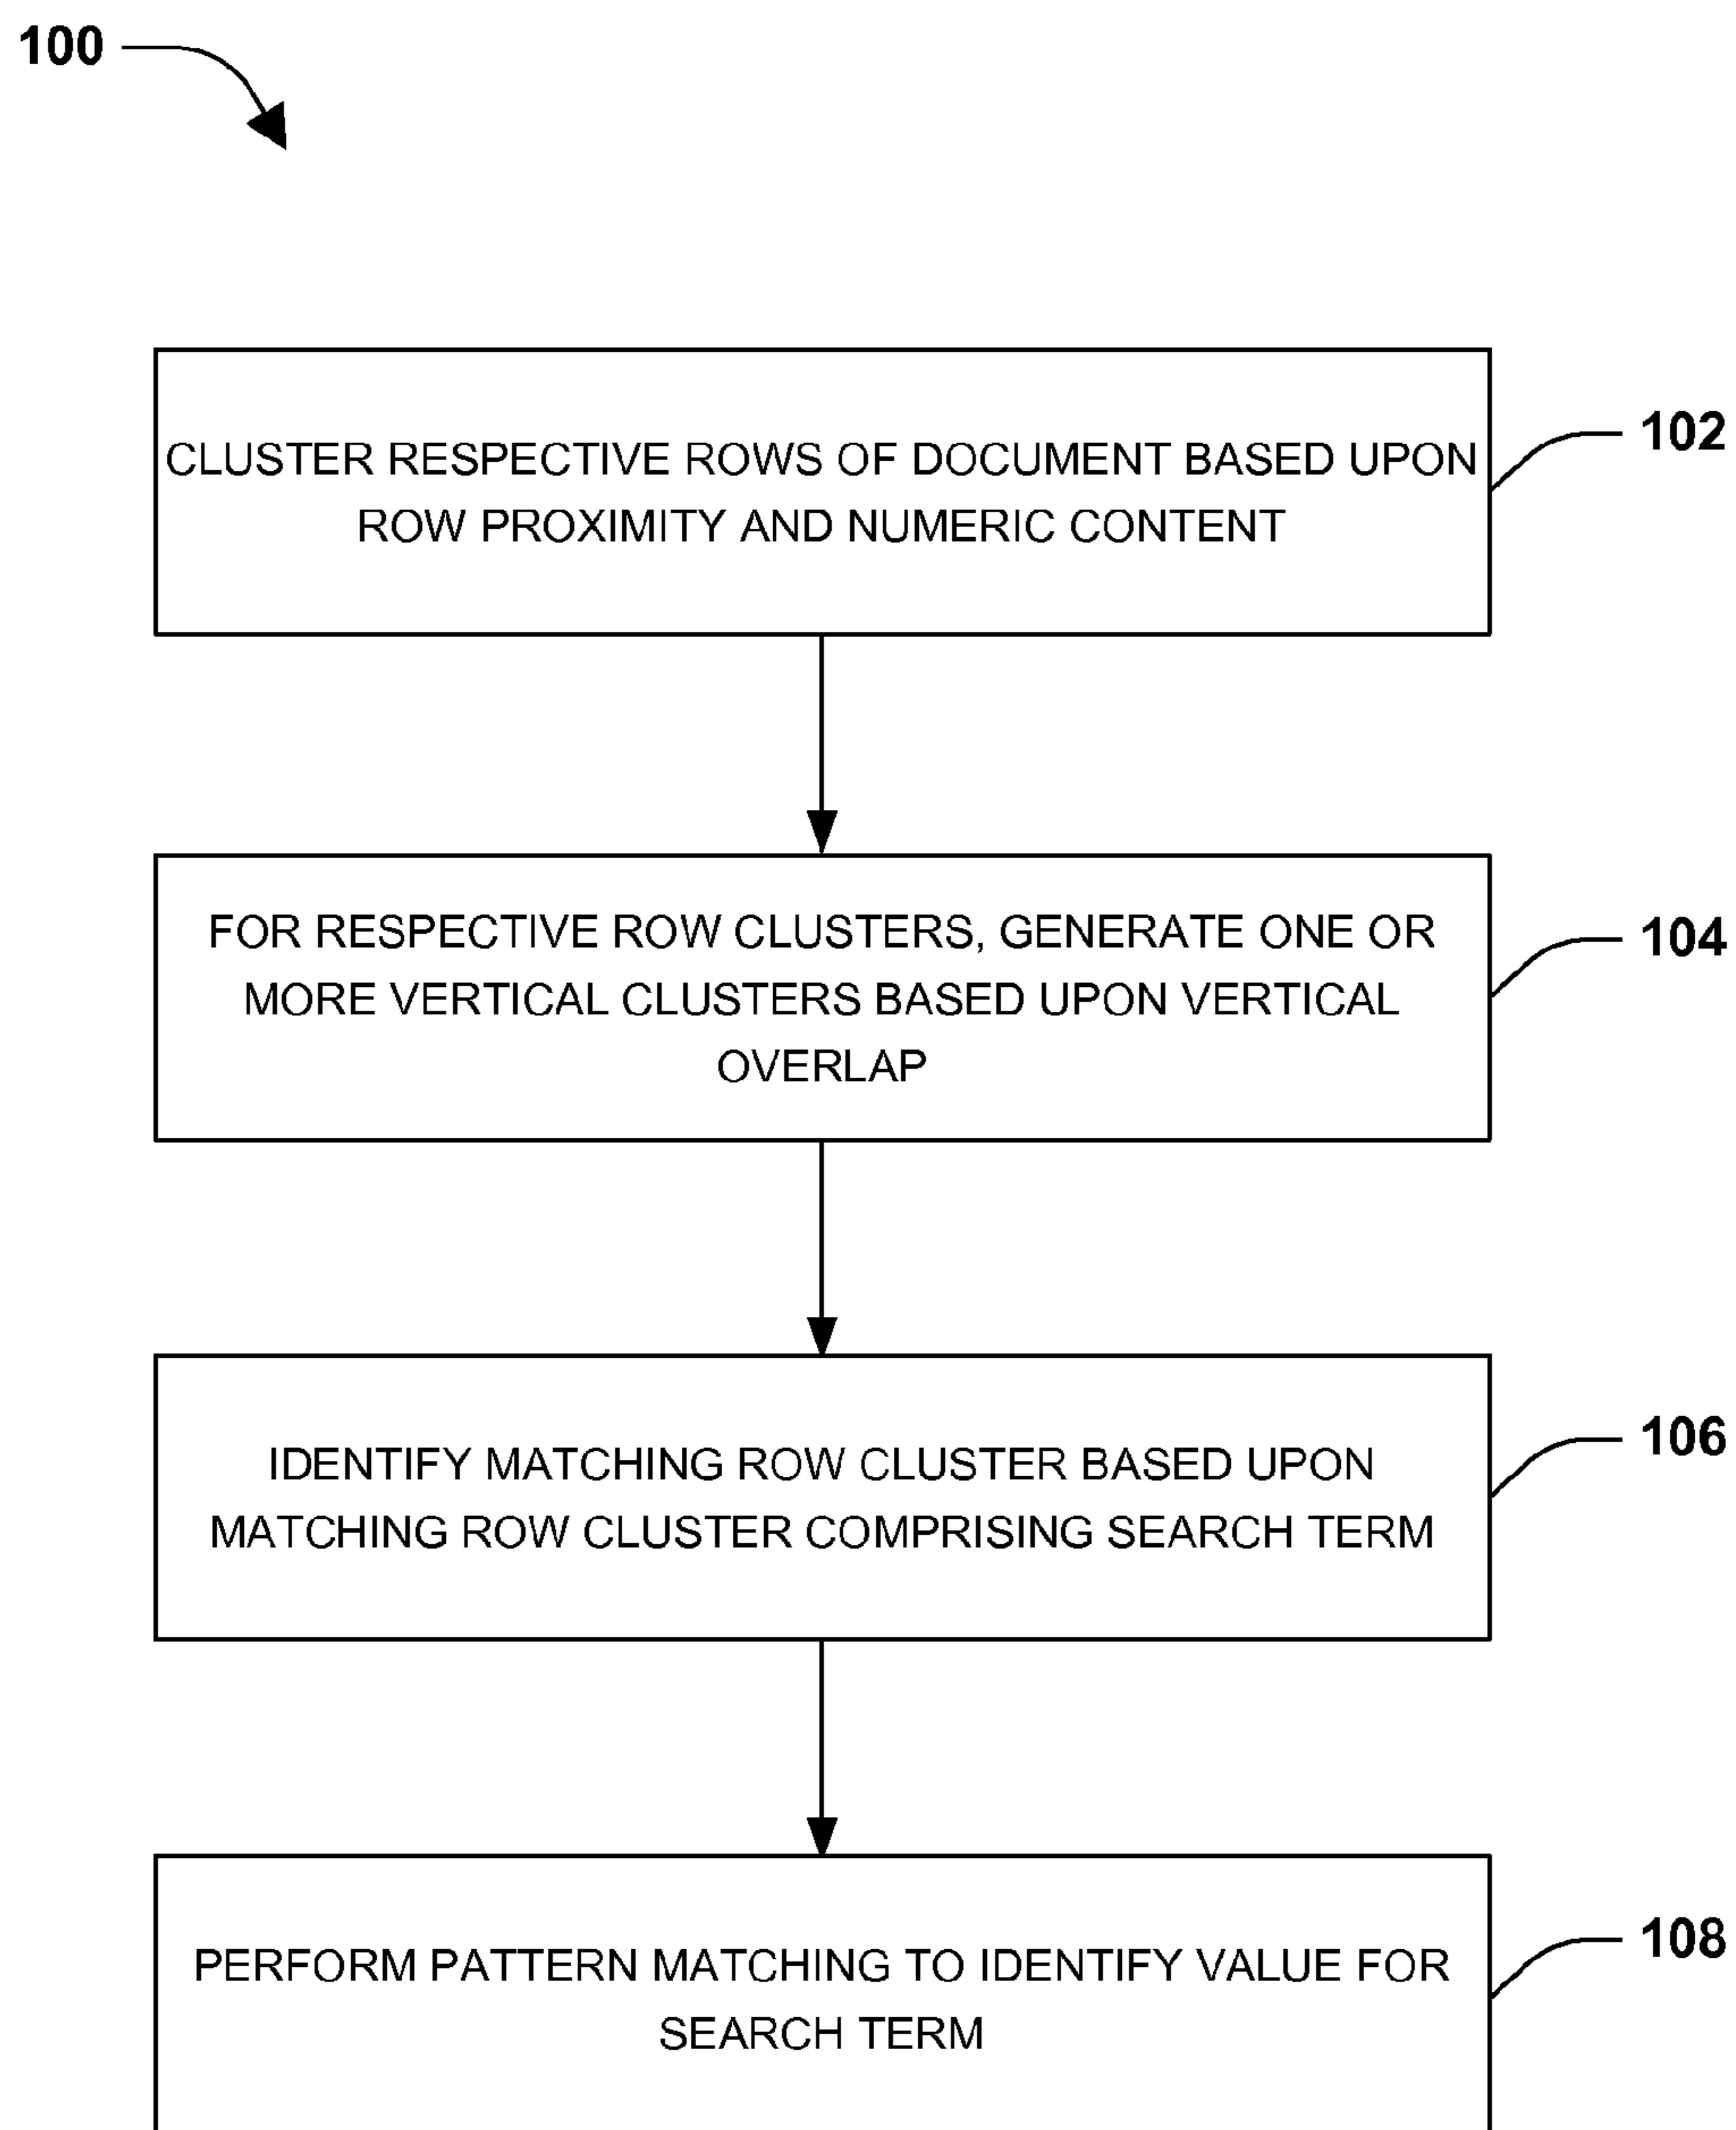 100
CLUSTER RESPECTIVE ROWS OF DOCUMENT BASED UPON
ROW PROXIMITY AND NUMERIC CONTENT
102
FOR RESPECTIVE ROW CLUSTERS, GENERATE ONE OR
MORE VERTICAL CLUSTERS BASED UPON VERTICAL
OVERLAP
104
IDENTIFY MATCHING ROW CLUSTER BASED UPON
MATCHING ROW CLUSTER COMPRISING SEARCH TERM
106
PERFORM PATTERN MATCHING TO IDENTIFY VALUE FOR
SEARCH TERM
108